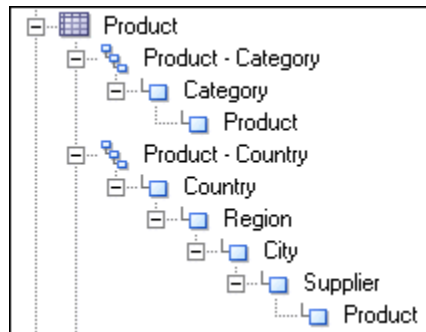 Product
Product - Category
Category
Product
Product - Country
Country
Region
City
Supplier
Product